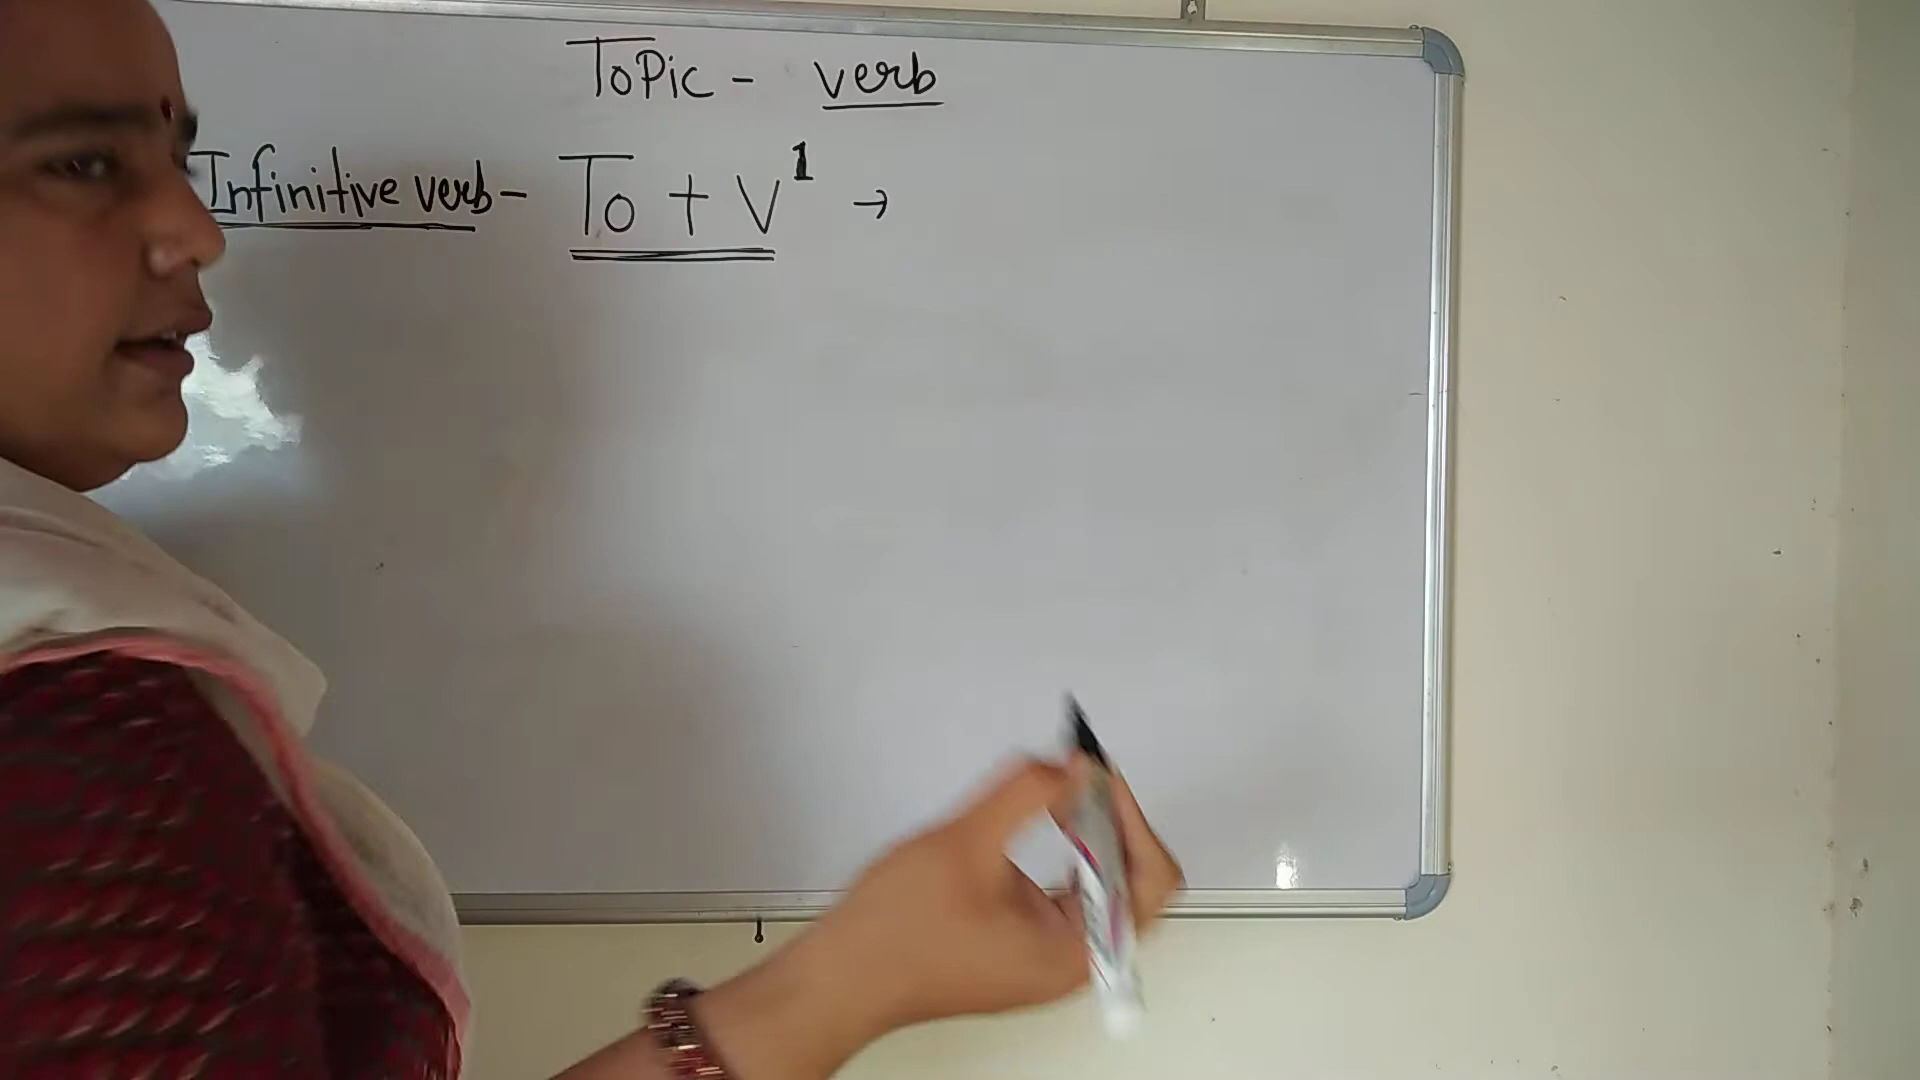 ToPic - verb
Infinitive verb - To + V¹ →